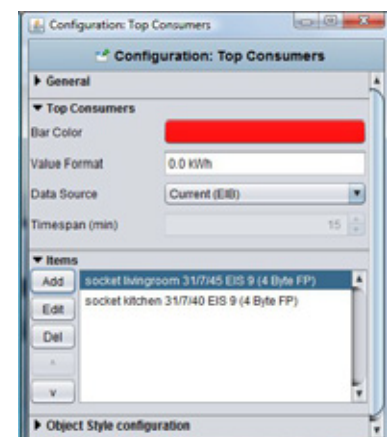 Configuration: Top Consumers
Configuration: Top Consumers
General
Top Consumers
Bar Color
Value Format 0.0 kWh
Data Source Current (EIB)
Timespan (min) 15
Items
Add socket livingroom 31/7/45 EIS 9 (4 Byte FP)
Edit socket kitchen 31/7/40 EIS 9 (4 Byte FP)
Del
v
Object Style configuration